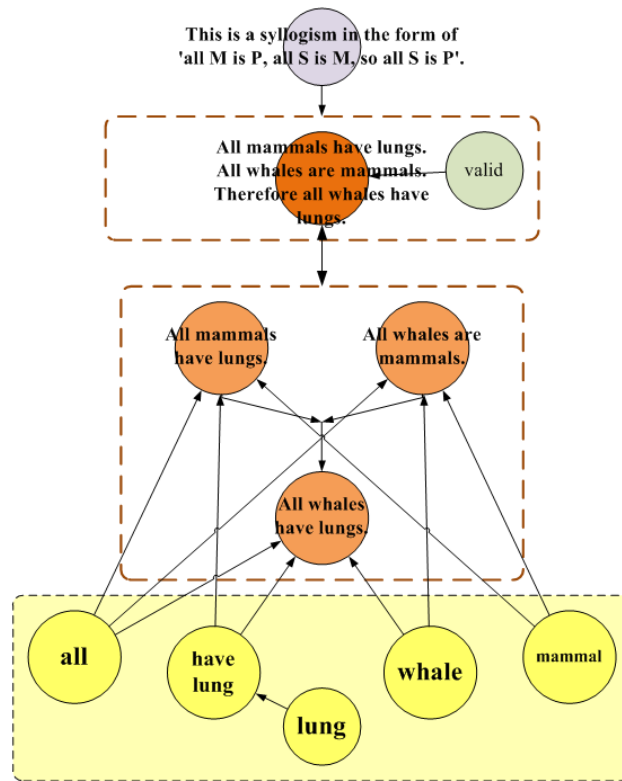 This is a syllogism in the form of
'all M is P, all S is M, so all S is P'.
All mammals have lungs.
All whales are mammals.
Therefore all whales have
lungs.
valid
All mammals
have lungs.
All whales are
mammals.
All whales
have lungs.
all
have
lung
lung
whale
mammal